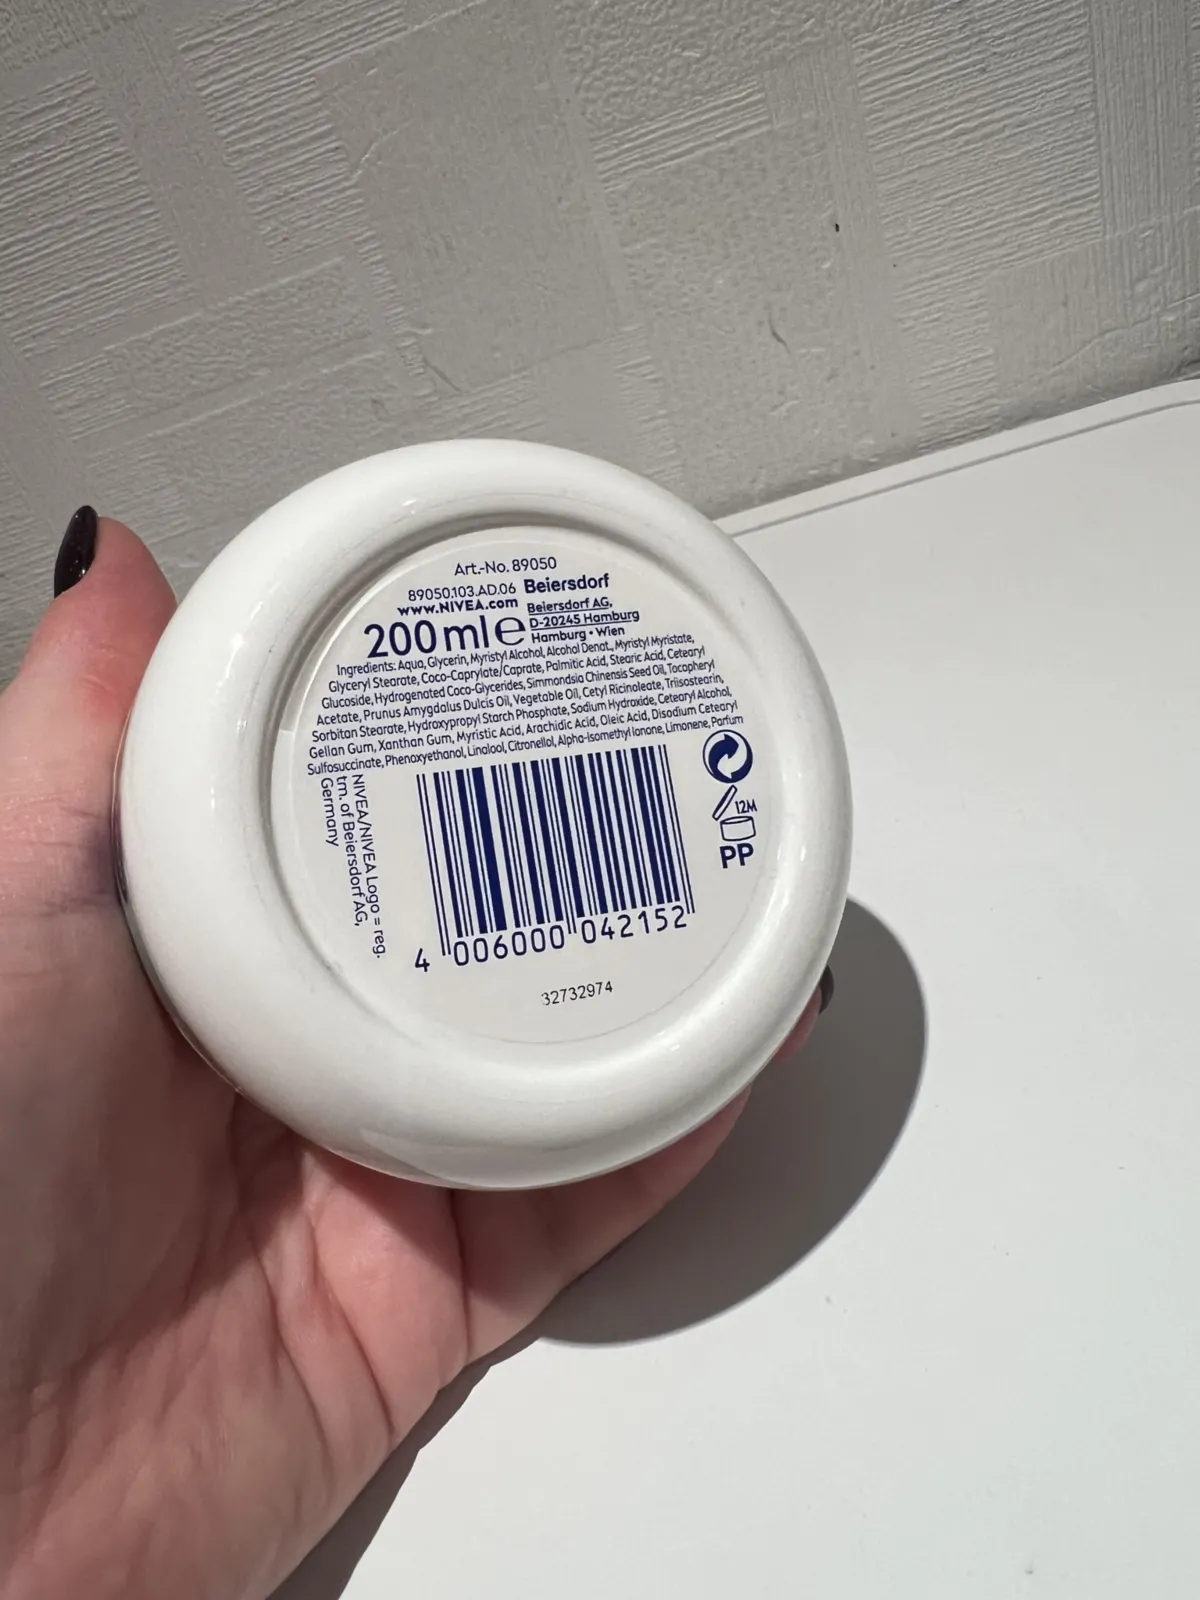 Art.-No. 89050
89050.103.AD.06 Beiersdorf
www.NIVEA.com Beiersdorf AG,
D-20245 Hamburg
200 ml e Hamburg • Wien
Ingredients: Aqua, Glycerin, Myristyl Alcohol, Alcohol Denat., Myristyl Myristate,
Glyceryl Stearate, Coco-Caprylate/Caprate, Palmitic Acid, Stearic Acid, Cetearyl
Glucoside, Hydrogenated Coco-Glycerides, Simmondsia Chinensis Seed Oil, Tocopheryl
Acetate, Prunus Amygdalus Dulcis Oil, Vegetable Oil, Cetyl Ricinoleate, Triisostearin,
Sorbitan Stearate, Hydroxypropyl Starch Phosphate, Sodium Hydroxide, Cetearyl Alcohol,
Gellan Gum, Xanthan Gum, Myristic Acid, Arachidic Acid, Oleic Acid, Disodium Cetearyl
Sulfosuccinate, Phenoxyethanol, Linalool, Citronellol, Alpha-Isomethyl Ionone, Limonene, Parfum
NIVEA/NIVEA Logo = reg.
tm. of Beiersdorf AG,
Germany
12M
PP
4 006000 042152
32732974